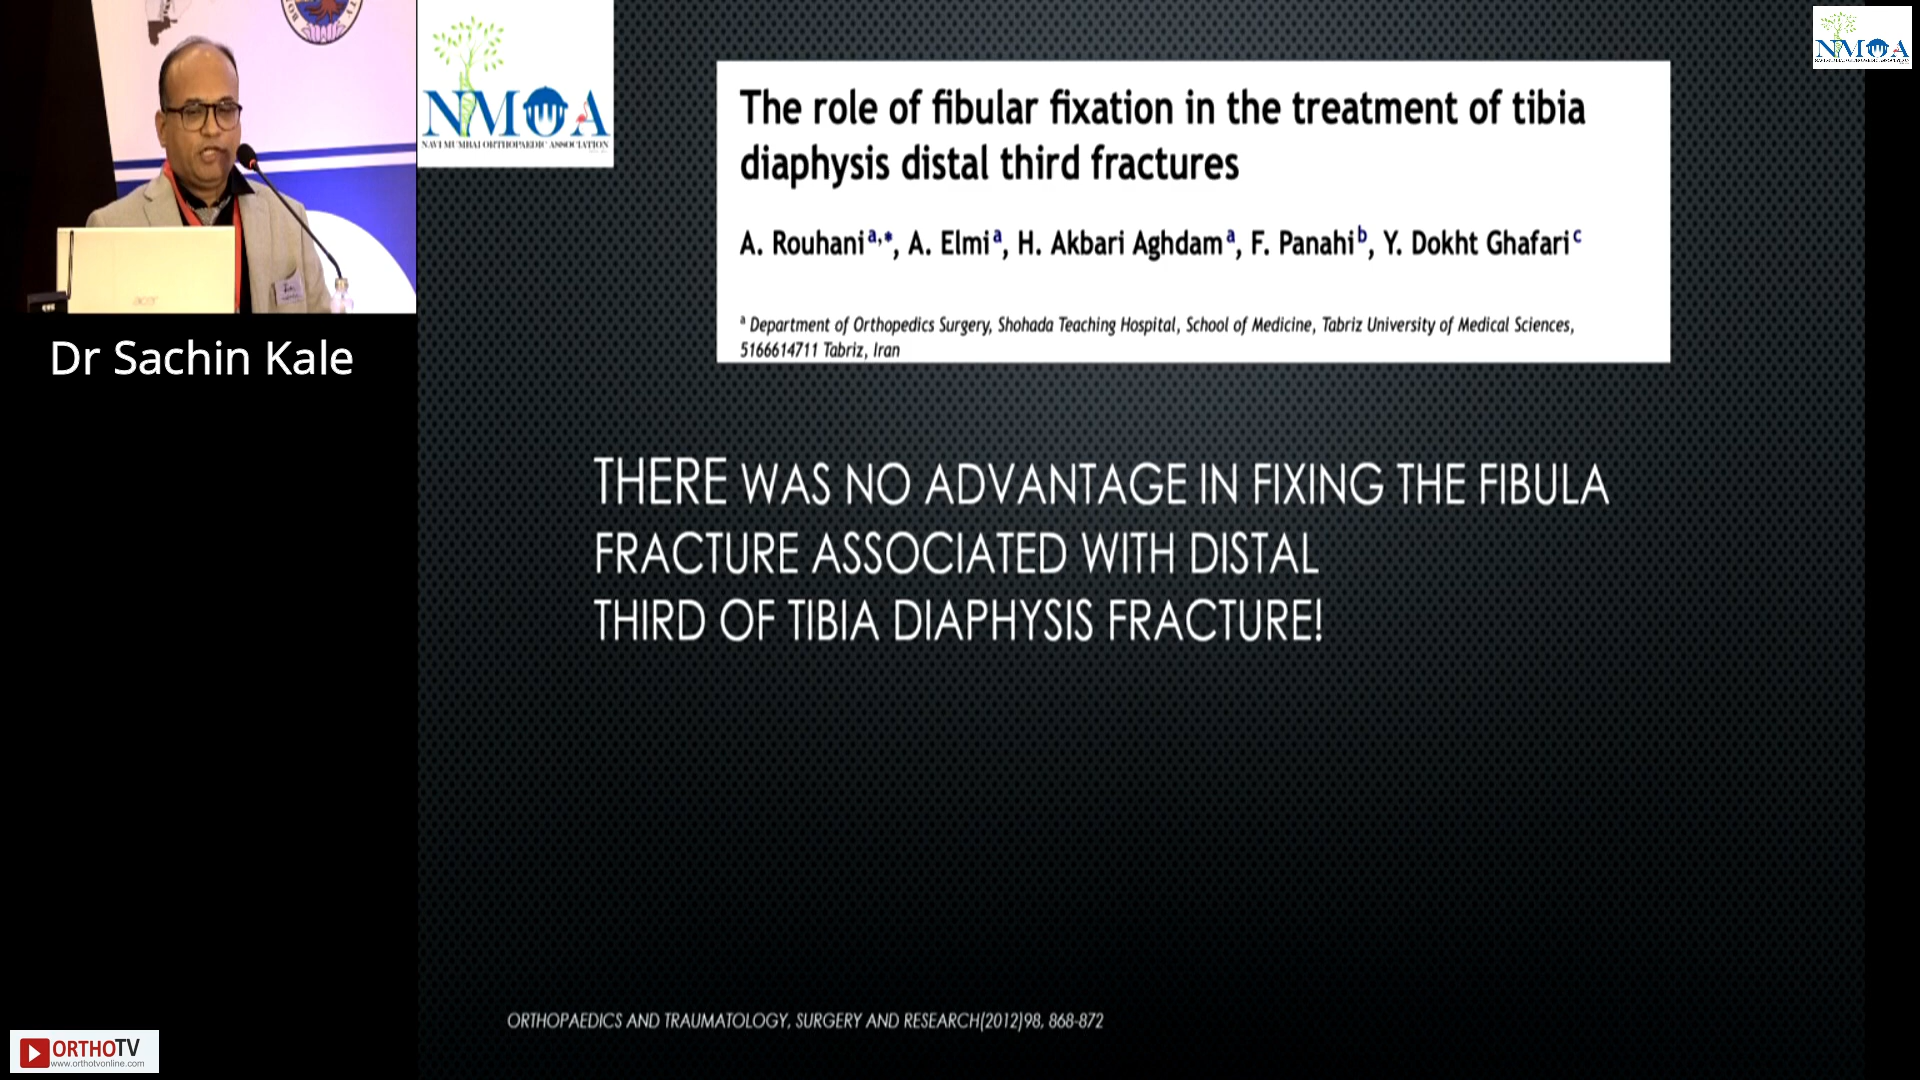 NMOA
NAVI MUMBAI ORTHOPAEDIC ASSOCIATION
NMOA
The role of fibular fixation in the treatment of tibia
diaphysis distal third fractures
A. Rouhani a,*, A. Elmi a, H. Akbari Aghdam a, F. Panahi b, Y. Dokht Ghafari c
a Department of Orthopedics Surgery, Shohada Teaching Hospital, School of Medicine, Tabriz University of Medical Sciences,
5166614711 Tabriz, Iran
acer
Dr Sachin Kale
THERE WAS NO ADVANTAGE IN FIXING THE FIBULA
FRACTURE ASSOCIATED WITH DISTAL
THIRD OF TIBIA DIAPHYSIS FRACTURE!
ORTHOPAEDICS AND TRAUMATOLOGY, SURGERY AND RESEARCH(2012)98, 868-872
ORTHOTV
www.orthotvonline.com